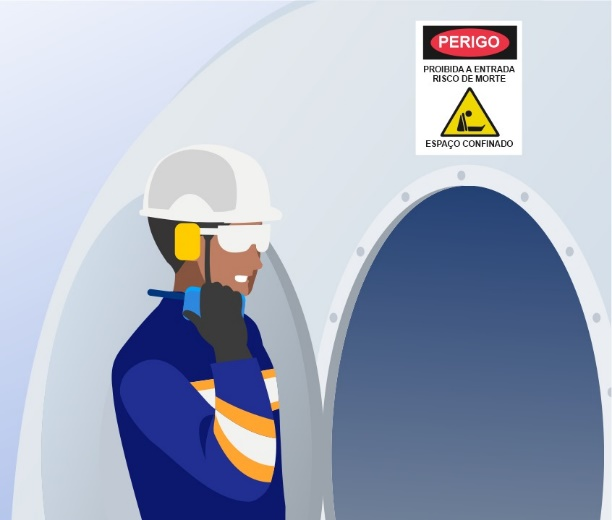 PERIGO
PROIBIDA A ENTRADA
RISCO DE MORTE
ESPAÇO CONFINADO